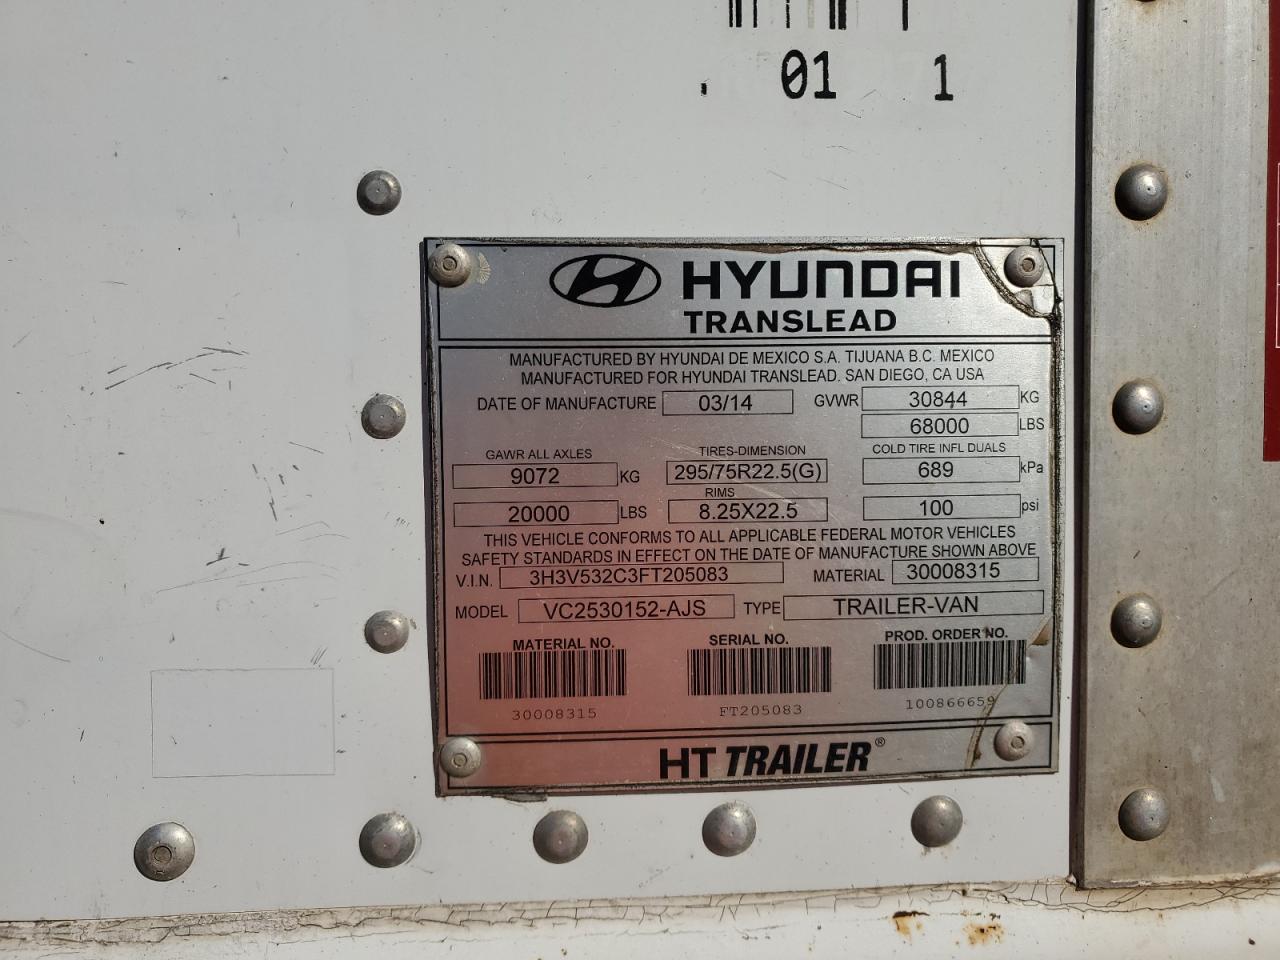 . 01 1
HYUNDAI
TRANSLEAD
MANUFACTURED BY HYUNDAI DE MEXICO S.A. TIJUANA B.C. MEXICO
MANUFACTURED FOR HYUNDAI TRANSLEAD. SAN DIEGO, CA USA
DATE OF MANUFACTURE 03/14 GVWR 30844 KG
68000 LBS
GAWR ALL AXLES TIRES-DIMENSION COLD TIRE INFL DUALS
9072 KG 295/75R22.5(G) 689 kPa
RIMS
20000 LBS 8.25X22.5 100 psi
THIS VEHICLE CONFORMS TO ALL APPLICABLE FEDERAL MOTOR VEHICLES
SAFETY STANDARDS IN EFFECT ON THE DATE OF MANUFACTURE SHOWN ABOVE
V.I.N. 3H3V532C3FT205083 MATERIAL 30008315
MODEL VC2530152-AJS TYPE TRAILER-VAN
MATERIAL NO. SERIAL NO. PROD. ORDER NO.
30008315 FT205083 100866659
HT TRAILER®